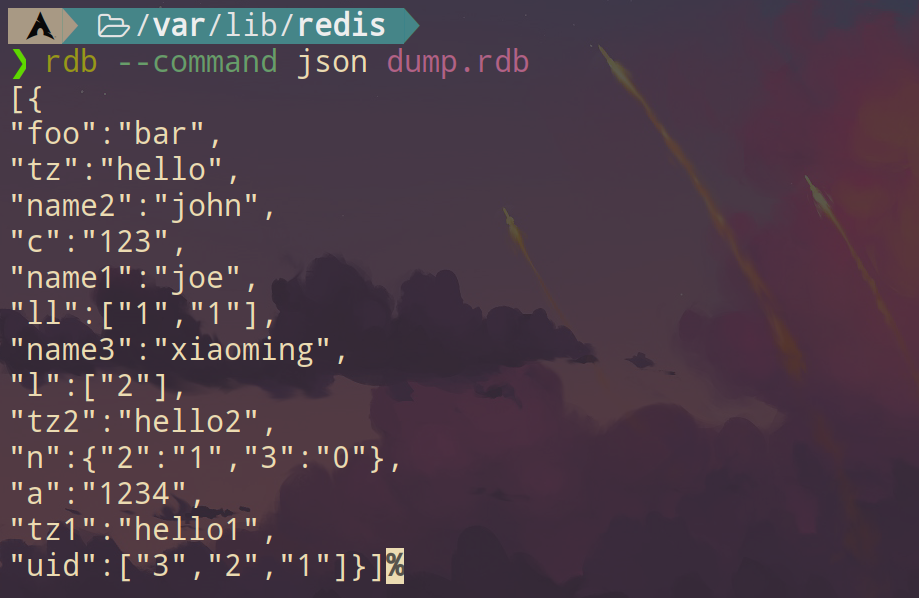 /var/lib/redis
❯ rdb --command json dump.rdb
[{
"foo":"bar",
"tz":"hello",
"name2":"john",
"c":"123",
"name1":"joe",
"ll":["1","1"],
"name3":"xiaoming",
"l":["2"],
"tz2":"hello2",
"n":{"2":"1","3":"0"},
"a":"1234",
"tz1":"hello1",
"uid":["3","2","1"]}]%